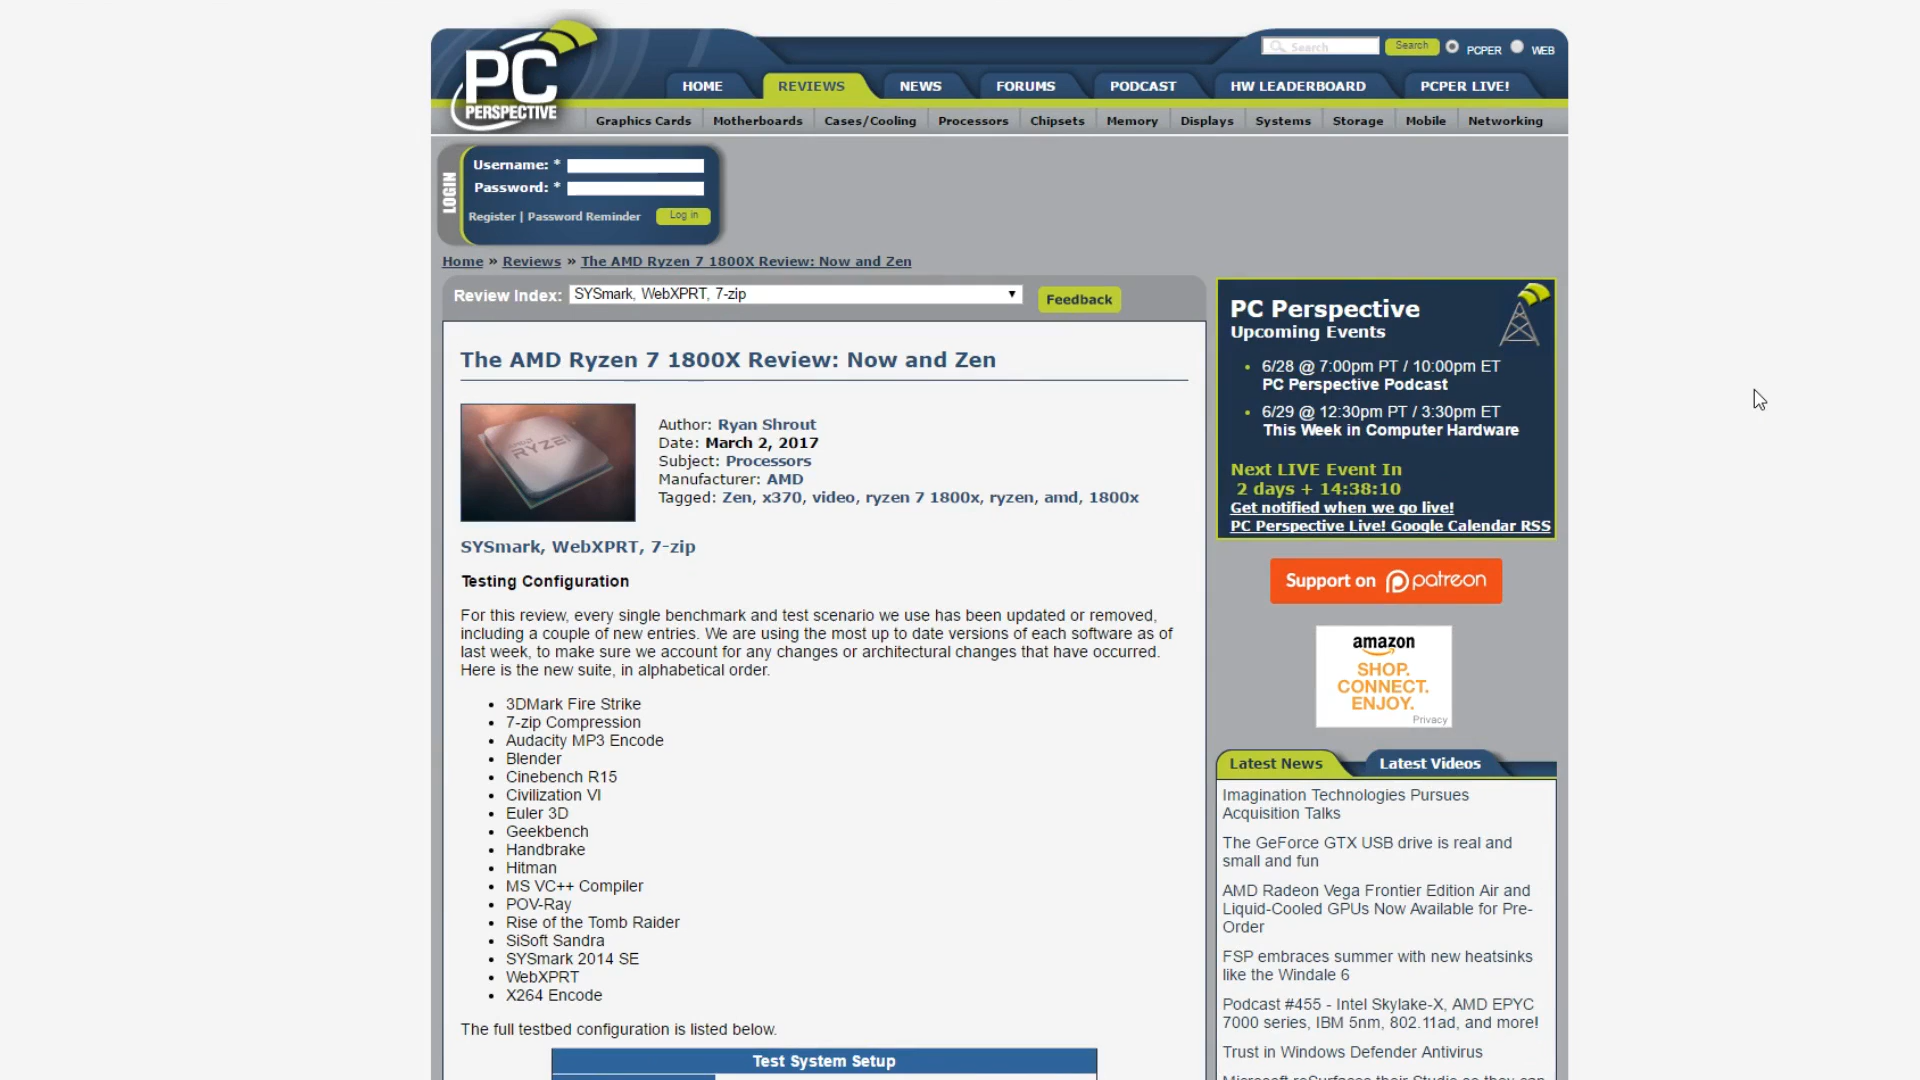 PC
PERSPECTIVE
Search
Search
PCPER
WEB
HOME
REVIEWS
NEWS
FORUMS
PODCAST
HW LEADERBOARD
PCPER LIVE!
Graphics Cards
Motherboards
Cases/Cooling
Processors
Chipsets
Memory
Displays
Systems
Storage
Mobile
Networking
LOGIN
Username: *
Password: *
Register | Password Reminder
Log in
Home » Reviews » The AMD Ryzen 7 1800X Review: Now and Zen
Review Index:
SYSmark, WebXPRT, 7-zip
Feedback
The AMD Ryzen 7 1800X Review: Now and Zen
RYZEN
Author: Ryan Shrout
Date: March 2, 2017
Subject: Processors
Manufacturer: AMD
Tagged: Zen, x370, video, ryzen 7 1800x, ryzen, amd, 1800x
SYSmark, WebXPRT, 7-zip
Testing Configuration
For this review, every single benchmark and test scenario we use has been updated or removed,
including a couple of new entries. We are using the most up to date versions of each software as of
last week, to make sure we account for any changes or architectural changes that have occurred.
Here is the new suite, in alphabetical order.
• 3DMark Fire Strike
• 7-zip Compression
• Audacity MP3 Encode
• Blender
• Cinebench R15
• Civilization VI
• Euler 3D
• Geekbench
• Handbrake
• Hitman
• MS VC++ Compiler
• POV-Ray
• Rise of the Tomb Raider
• SiSoft Sandra
• SYSmark 2014 SE
• WebXPRT
• X264 Encode
The full testbed configuration is listed below.
Test System Setup
PC Perspective
Upcoming Events
• 6/28 @ 7:00pm PT / 10:00pm ET
PC Perspective Podcast
• 6/29 @ 12:30pm PT / 3:30pm ET
This Week in Computer Hardware
Next LIVE Event In
2 days + 14:38:10
Get notified when we go live!
PC Perspective Live! Google Calendar RSS
Support on patreon
amazon
SHOP.
CONNECT.
ENJOY.
Privacy
Latest News
Latest Videos
Imagination Technologies Pursues
Acquisition Talks
The GeForce GTX USB drive is real and
small and fun
AMD Radeon Vega Frontier Edition Air and
Liquid-Cooled GPUs Now Available for Pre-
Order
FSP embraces summer with new heatsinks
like the Windale 6
Podcast #455 - Intel Skylake-X, AMD EPYC
7000 series, IBM 5nm, 802.11ad, and more!
Trust in Windows Defender Antivirus
Microsoft reSurfaces their Studio so they can